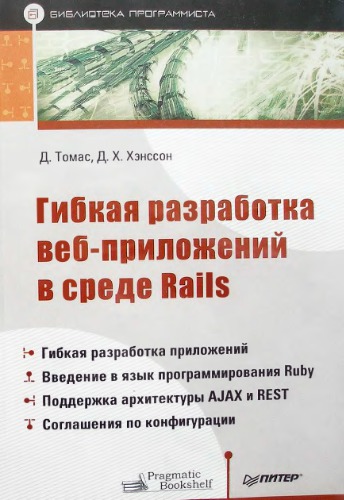 БИБЛИОТЕКА ПРОГРАММИСТА
Д. Томас, Д. Х. Хэнссон
Гибкая разработка
веб-приложений
в среде Rails
Гибкая разработка приложений
Введение в язык программирования Ruby
Поддержка архитектуры AJAX и REST
Соглашения по конфигурации
Pragmatic
Bookshelf
ПИТЕР®